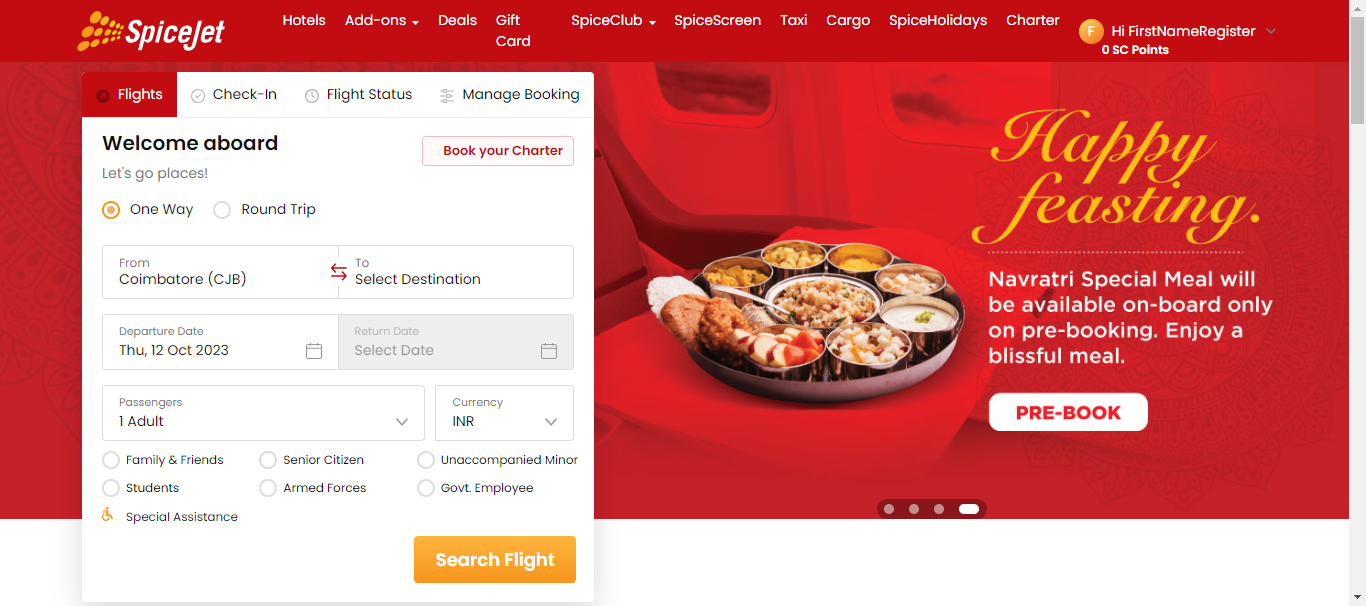 SpiceJet
Hotels
Add-ons
Deals
Gift
Card
SpiceClub
SpiceScreen
Taxi
Cargo
SpiceHolidays
Charter
F
Hi FirstNameRegister
0 SC Points
Flights
Check-In
Flight Status
Manage Booking
Welcome aboard
Book your Charter
Let's go places!
One Way
Round Trip
From
Coimbatore (CJB)
To
Select Destination
Departure Date
Thu, 12 Oct 2023
Return Date
Select Date
Passengers
1 Adult
Currency
INR
Family & Friends
Senior Citizen
Unaccompanied Minor
Students
Armed Forces
Govt. Employee
Special Assistance
Search Flight
Happy
feasting.
Navratri Special Meal will
be available on-board only
on pre-booking. Enjoy a
blissful meal.
PRE-BOOK